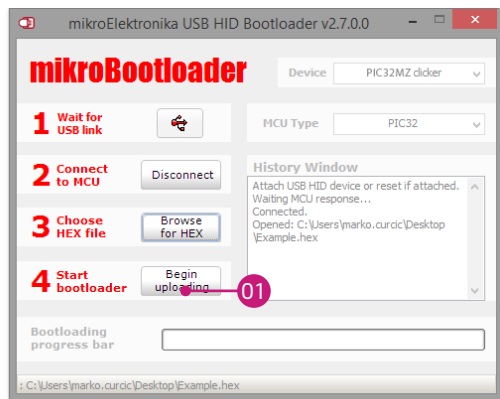 mikroElektronika USB HID Bootloader v2.7.0.0
mikroBootloader
Device
PIC32MZ clicker
1 Wait for
USB link
MCU Type
PIC32
2 Connect
to MCU
Disconnect
History Window
Attach USB HID device or reset if attached.
Waiting MCU response...
Connected.
Opened: C:\Users\marko.curcic\Desktop
\Example.hex
3 Choose
HEX file
Browse
for HEX
4 Start
bootloader
Begin
uploading
01
Bootloading
progress bar
: C:\Users\marko.curcic\Desktop\Example.hex